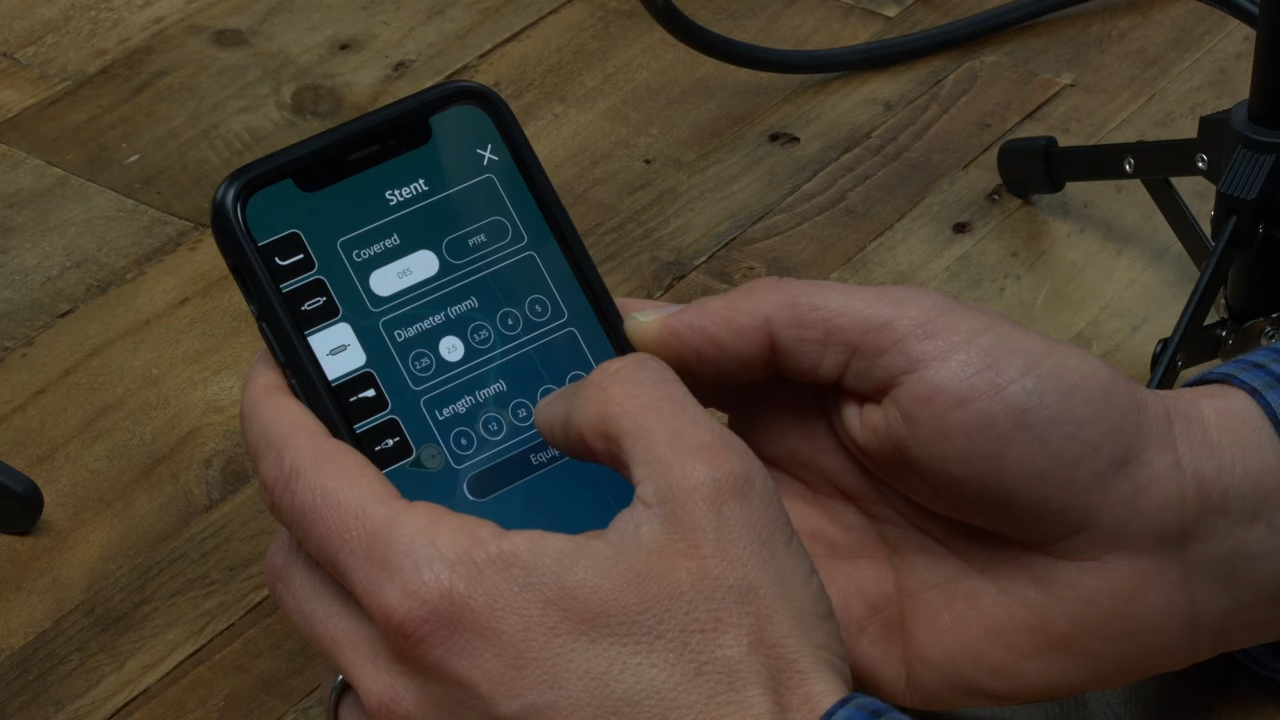 Stent
Covered
DES PTFE
Diameter (mm)
2.25 2.5 3.25 4 5
Length (mm)
6 12 22